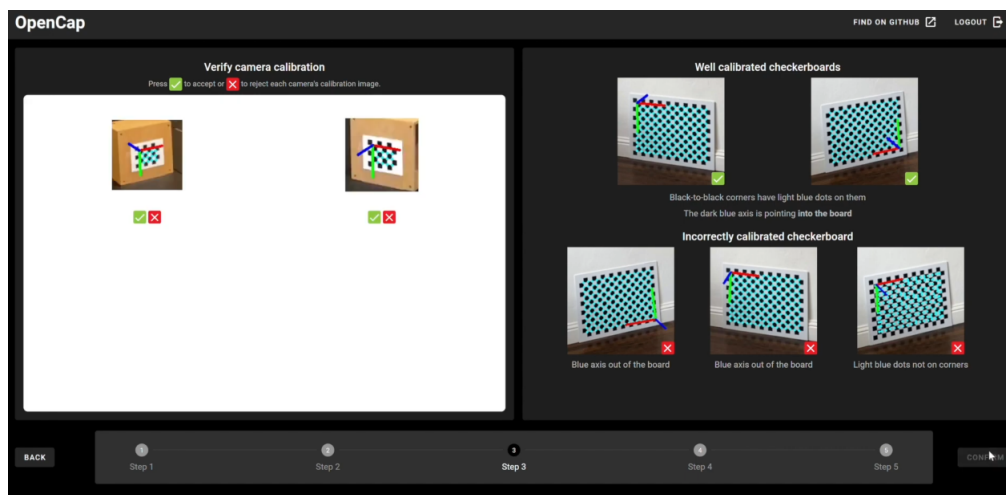 OpenCap
FIND ON GITHUB
LOGOUT
Verify camera calibration
Press to accept or to reject each camera's calibration image.
Well calibrated checkerboards
Black-to-black corners have light blue dots on them
The dark blue axis is pointing into the board
Incorrectly calibrated checkerboard
Blue axis out of the board
Blue axis out of the board
Light blue dots not on corners
BACK
1
Step 1
2
Step 2
3
Step 3
4
Step 4
5
Step 5
CONFIRM